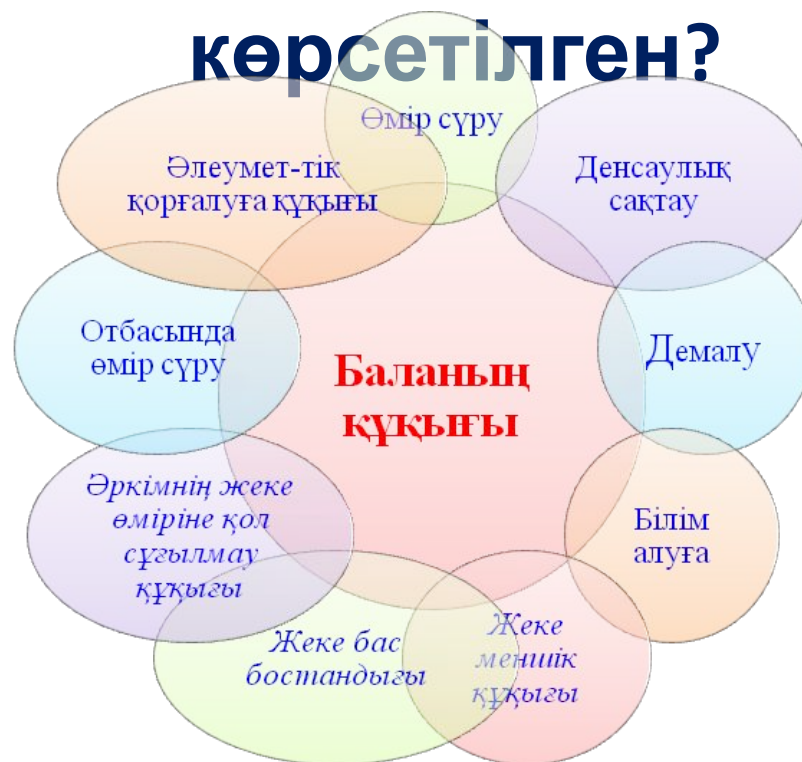 көрсетілген?
Өмір сүру
Денсаулық
сақтау
Демалу
Білім
алуға
Жеке
меншік
құқығы
Жеке бас
бостандығы
Әркімнің жеке
өміріне қол
сұғылмау
құқығы
Отбасында
өмір сүру
Әлеумет-тік
қорғалуға құқығы
Баланың
құқығы